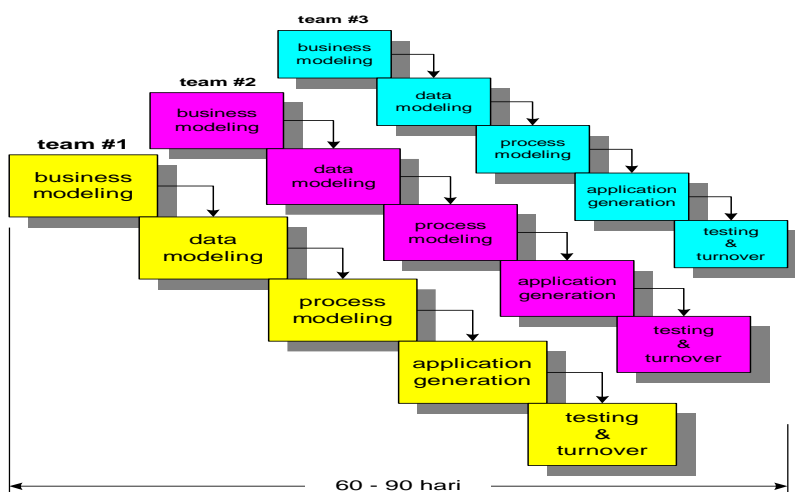 team #3
business
modeling
data
modeling
process
modeling
application
generation
testing
&
turnover
team #2
business
modeling
data
modeling
process
modeling
application
generation
testing
&
turnover
team #1
business
modeling
data
modeling
process
modeling
application
generation
testing
&
turnover
60 - 90 hari